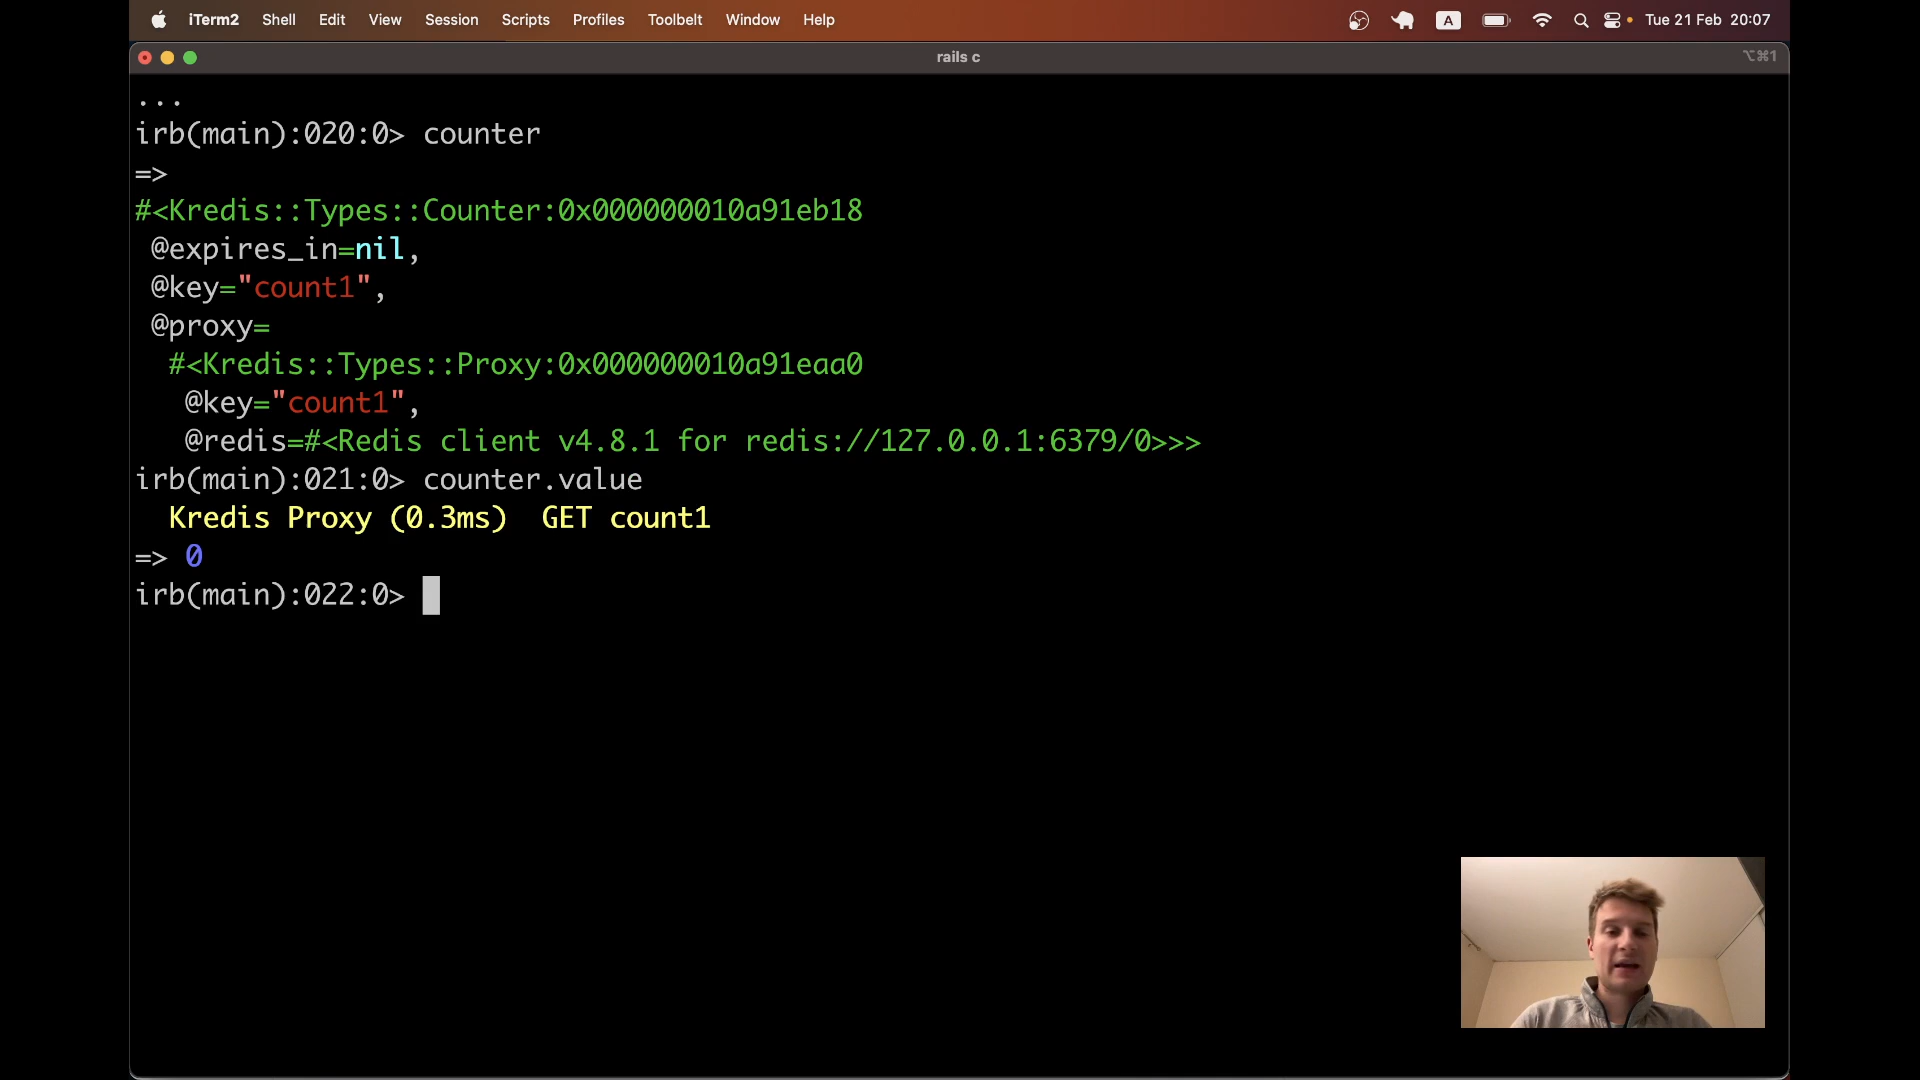 iTerm2 Shell Edit View Session Scripts Profiles Toolbelt Window Help A Tue 21 Feb 20:07
rails c ⌥⌘1
...
irb(main):020:0> counter
=>
#<Kredis::Types::Counter:0x000000010a91eb18
@expires_in=nil,
@key="count1",
@proxy=
#<Kredis::Types::Proxy:0x000000010a91eaa0
@key="count1",
@redis=#<Redis client v4.8.1 for redis://127.0.0.1:6379/0>>>
irb(main):021:0> counter.value
Kredis Proxy (0.3ms)  GET count1
=> 0
irb(main):022:0>